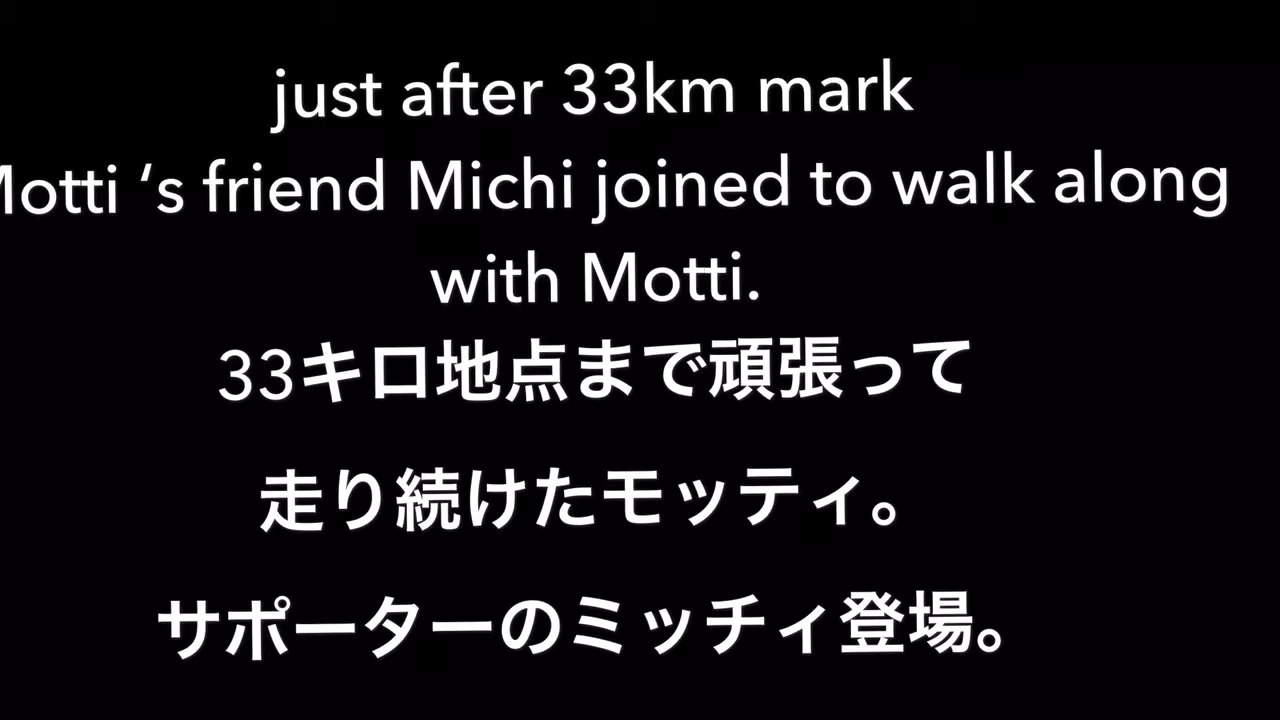 just after 33km mark
Motti ‘s friend Michi joined to walk along
with Motti.
33キロ地点まで頑張って
走り続けたモッティ。
サポーターのミッチィ登場。